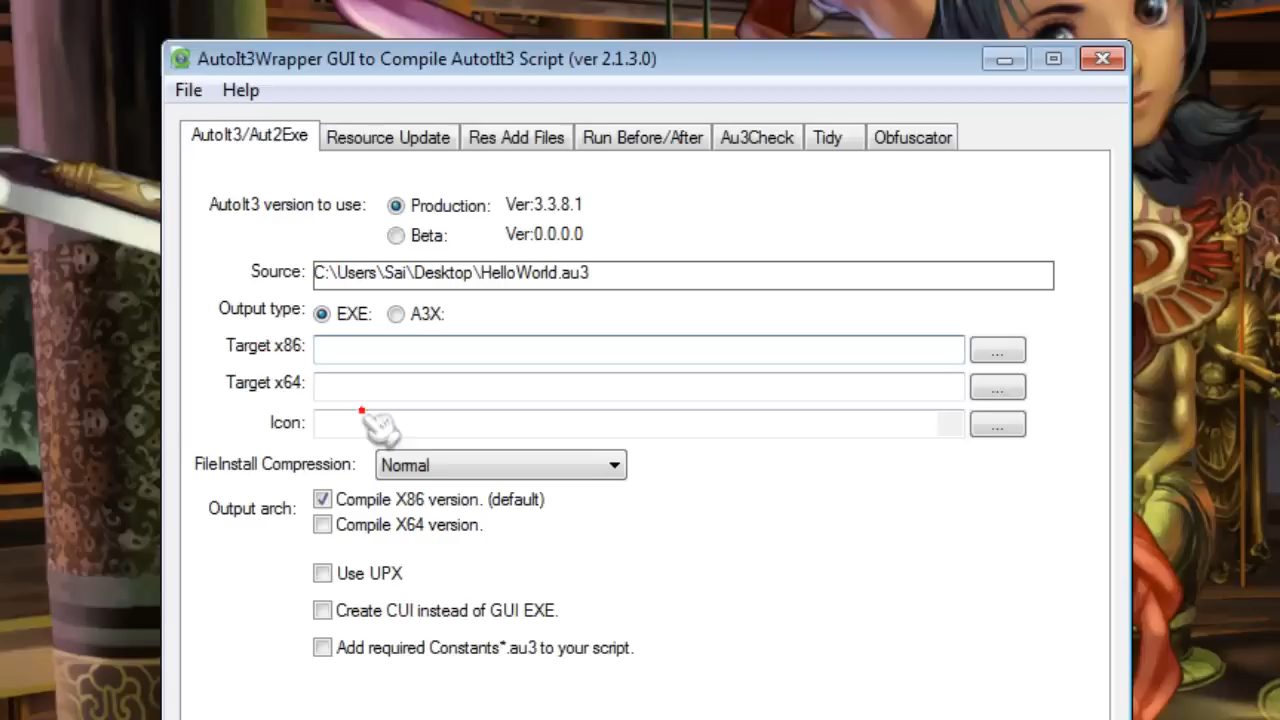 AutoIt3Wrapper GUI to Compile AutotIt3 Script (ver 2.1.3.0)
File Help
AutoIt3/Aut2Exe Resource Update Res Add Files Run Before/After Au3Check Tidy Obfuscator
AutoIt3 version to use: Production: Ver:3.3.8.1
Beta: Ver:0.0.0.0
Source: C:\Users\Sai\Desktop\HelloWorld.au3
Output type: EXE: A3X:
Target x86: ...
Target x64: ...
Icon: ...
FileInstall Compression: Normal
Output arch: Compile X86 version. (default)
Compile X64 version.
Use UPX
Create CUI instead of GUI EXE.
Add required Constants*.au3 to your script.